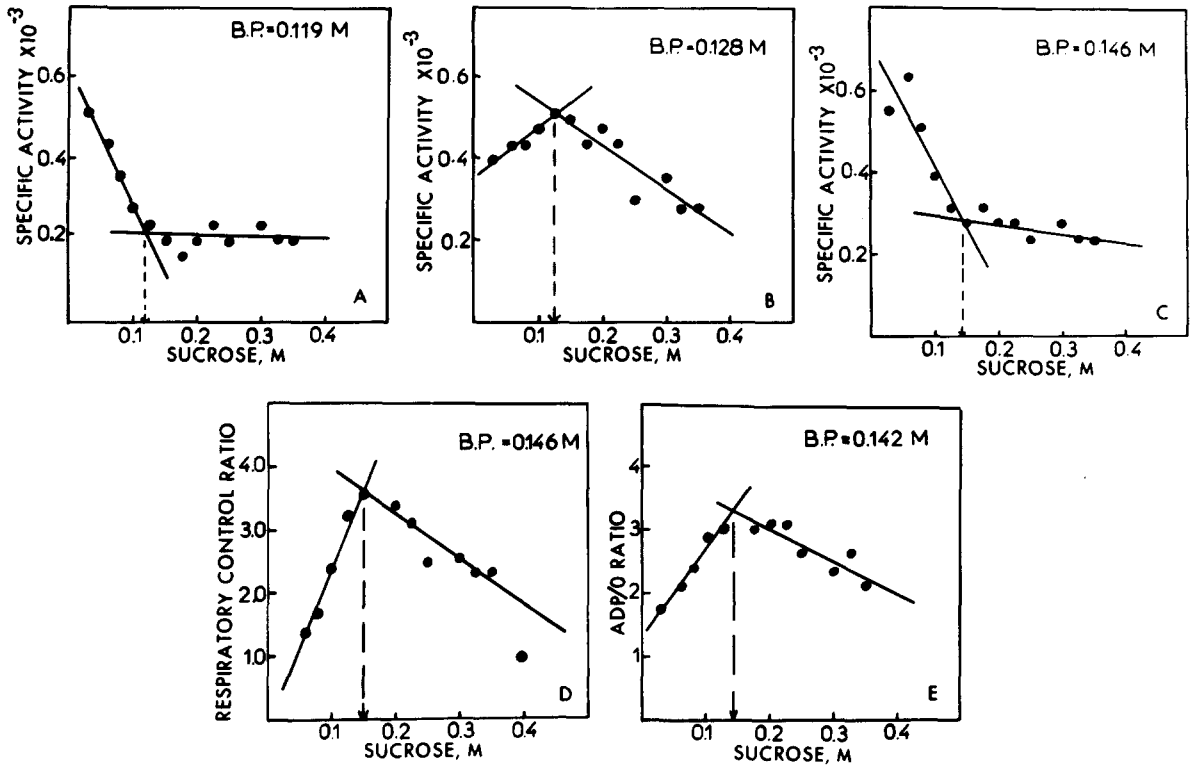 SPECIFIC ACTIVITY X10⁻³
B.P.=0.119 M
0.6
0.4
0.2
A
0.1 0.2 0.3 0.4
SUCROSE, M
SPECIFIC ACTIVITY X10⁻³
B.P.=0.128 M
0.6
0.4
0.2
B
0.1 0.2 0.3 0.4
SUCROSE, M
SPECIFIC ACTIVITY X10⁻³
B.P.=0.146 M
0.6
0.4
0.2
C
0.1 0.2 0.3 0.4
SUCROSE, M
RESPIRATORY CONTROL RATIO
B.P.=0.146 M
4.0
3.0
2.0
1.0
D
0.1 0.2 0.3 0.4
SUCROSE, M
ADP/O RATIO
B.P.=0.142 M
4
3
2
1
E
0.1 0.2 0.3 0.4
SUCROSE, M